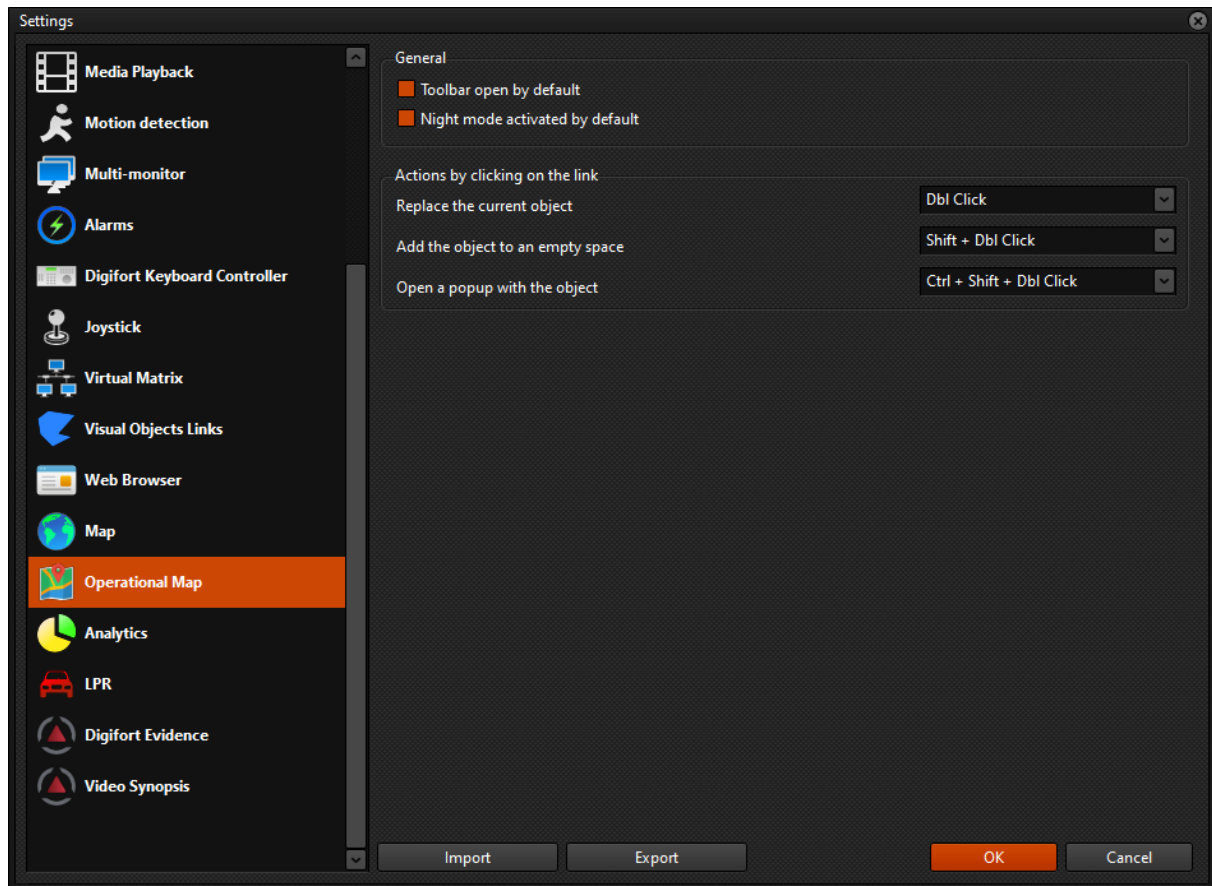 Settings
Media Playback
Motion detection
Multi-monitor
Alarms
Digifort Keyboard Controller
Joystick
Virtual Matrix
Visual Objects Links
Web Browser
Map
Operational Map
Analytics
LPR
Digifort Evidence
Video Synopsis
General
Toolbar open by default
Night mode activated by default
Actions by clicking on the link
Replace the current object Dbl Click
Add the object to an empty space Shift + Dbl Click
Open a popup with the object Ctrl + Shift + Dbl Click
Import Export OK Cancel